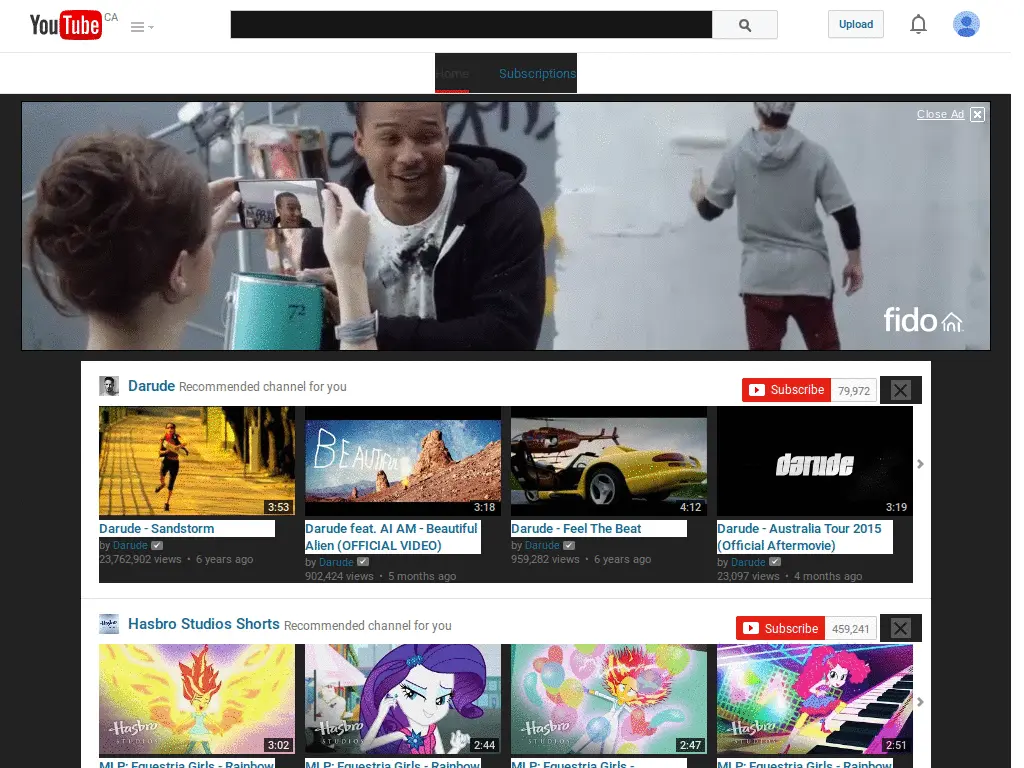 YouTube CA
Upload
Home Subscriptions
Close Ad
72
fido
Darude Recommended channel for you
Subscribe 79,972
BEAUTIFUL
darude
3:53
3:18
4:12
3:19
Darude - Sandstorm
by Darude
23,762,902 views • 6 years ago
Darude feat. AI AM - Beautiful
Alien (OFFICIAL VIDEO)
by Darude
902,424 views • 5 months ago
Darude - Feel The Beat
by Darude
959,282 views • 6 years ago
Darude - Australia Tour 2015
(Official Aftermovie)
by Darude
23,097 views • 4 months ago
Hasbro Studios Shorts Recommended channel for you
Subscribe 459,241
Hasbro
STUDIOS
3:02
Hasbro
STUDIOS
2:44
Hasbro
STUDIOS
2:47
Hasbro
STUDIOS
2:51
MLP: Equestria Girls - Rainbow
MLP: Equestria Girls - Rainbow
MLP: Equestria Girls -
MLP: Equestria Girls - Rainbow